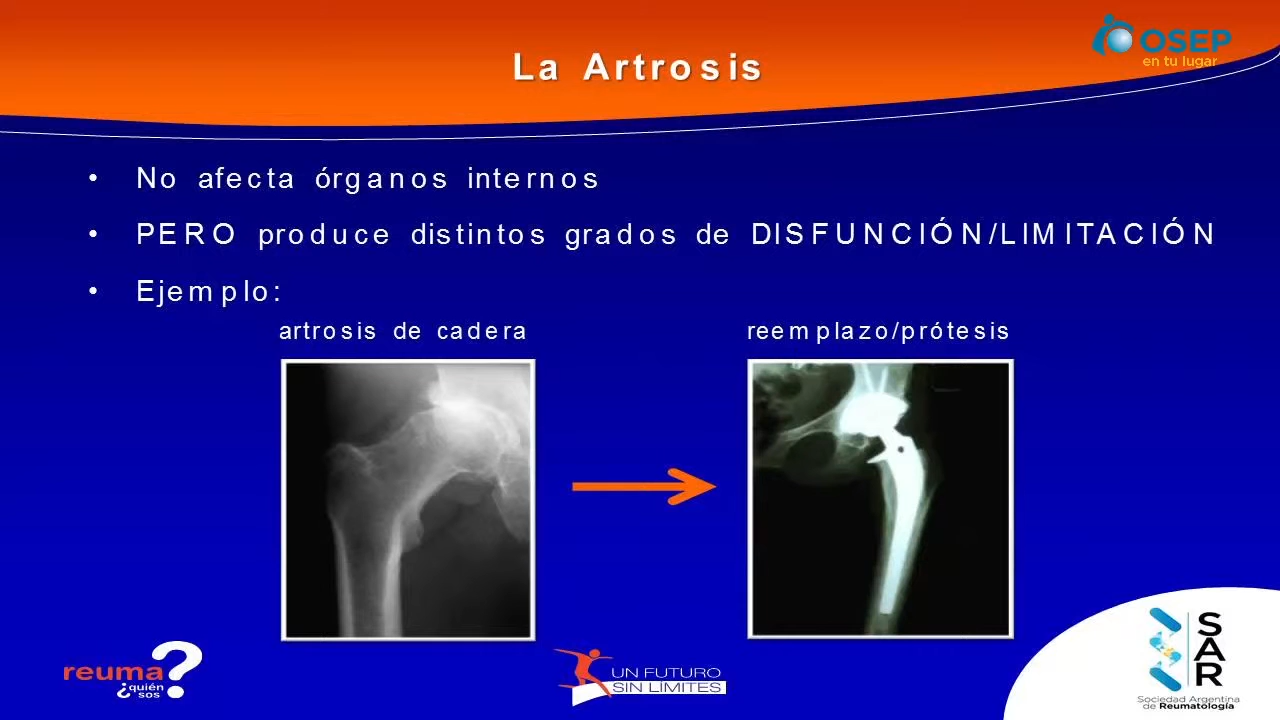 OSEP
en tu lugar
La Artrosis
• No afecta órganos internos
• PERO produce distintos grados de DISFUNCIÓN/LIMITACIÓN
• Ejemplo:
artrosis de cadera
reemplazo/prótesis
reuma?
¿quién
sos
UN FUTURO
SIN LÍMITES
SAR
Sociedad Argentina
de Reumatología